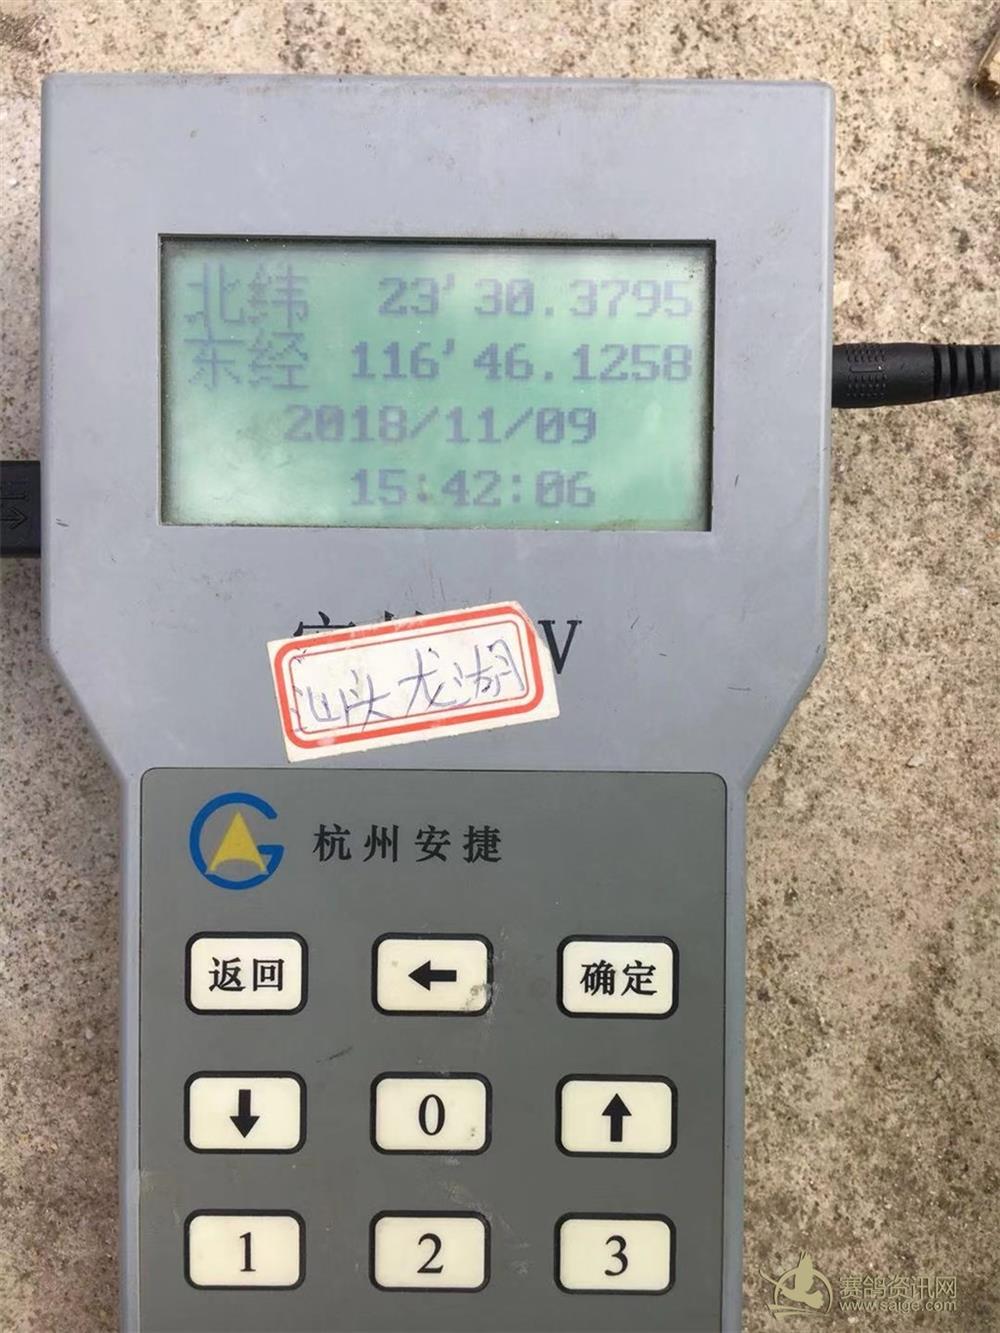 北纬 23'30.3795
东经 116'46.1258
2018/11/09
15:42:06
V
汕头龙湖
杭州安捷
返回 ← 确定
↓ 0 ↑
1 2 3
赛鸽资讯网
www.saige.com